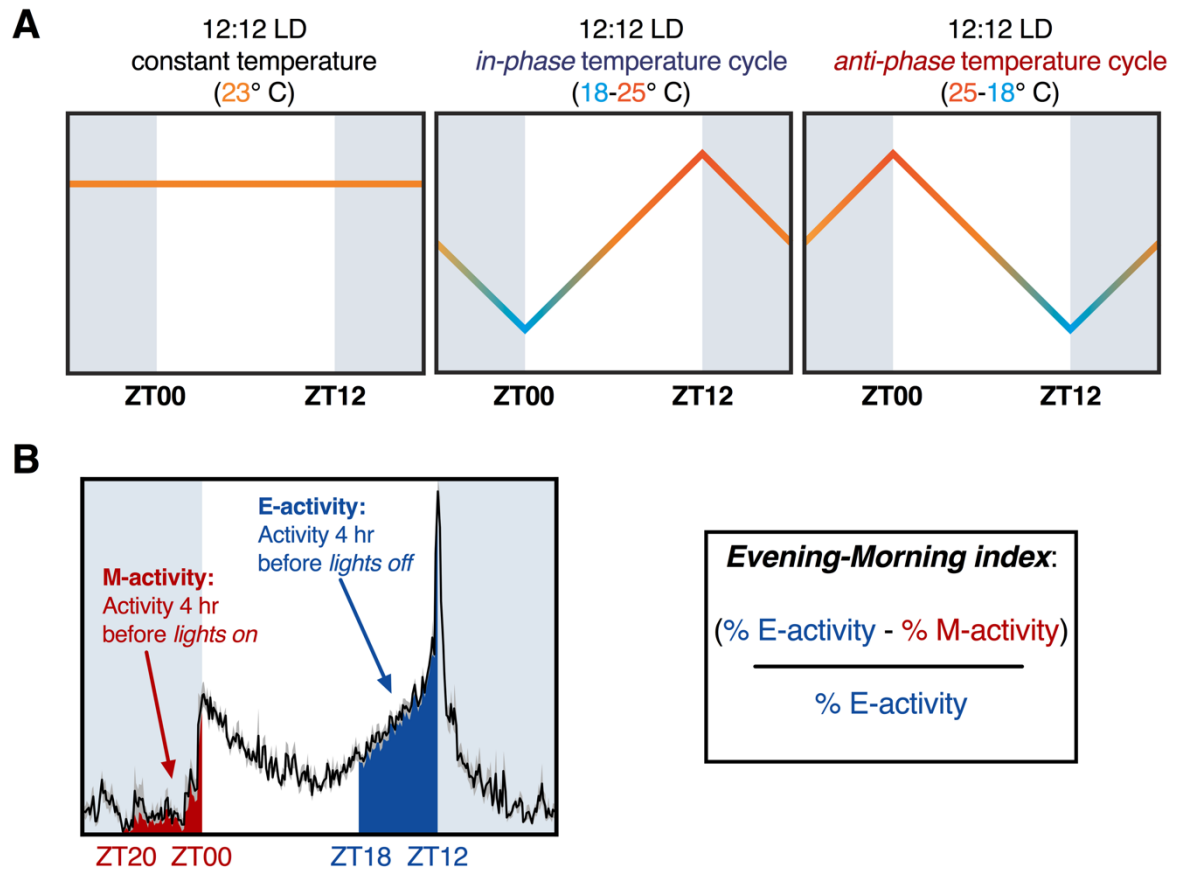 A
12:12 LD
constant temperature
(23° C)
12:12 LD
in-phase temperature cycle
(18-25° C)
12:12 LD
anti-phase temperature cycle
(25-18° C)
ZT00
ZT12
ZT00
ZT12
ZT00
ZT12
B
M-activity:
Activity 4 hr
before lights on
E-activity:
Activity 4 hr
before lights off
ZT20
ZT00
ZT18
ZT12
Evening-Morning index:
(% E-activity - % M-activity)
% E-activity